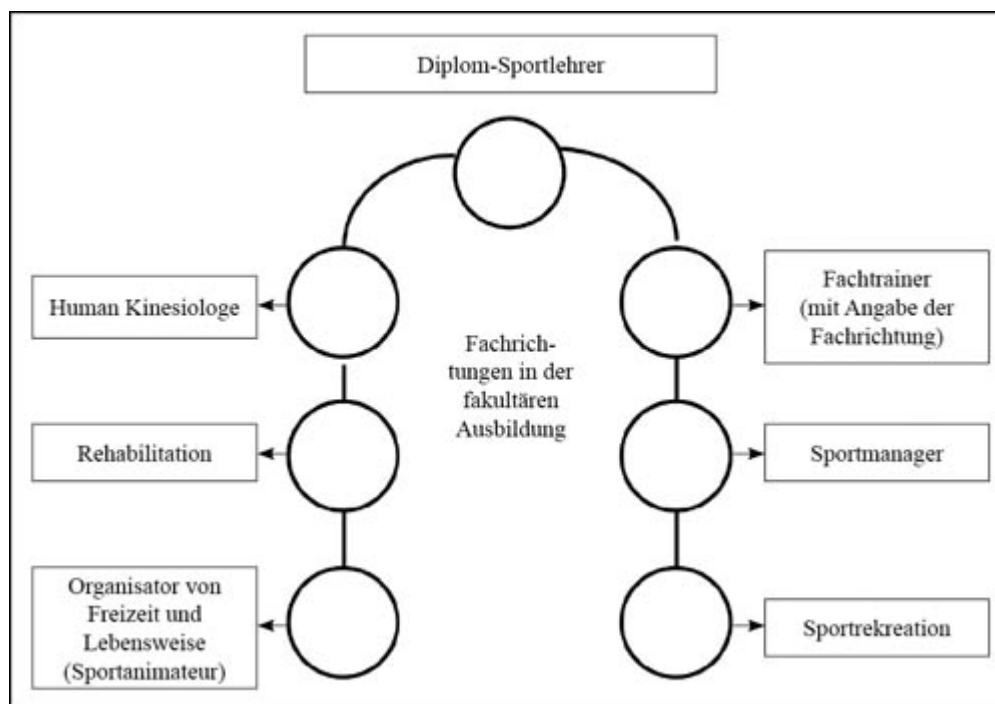 Diplom-Sportlehrer
Human Kinesiologe
Fachtrainer
(mit Angabe der
Fachrichtung)
Fachrich-
tungen in der
fakultären
Ausbildung
Rehabilitation
Sportmanager
Organisator von
Freizeit und
Lebensweise
(Sportanimateur)
Sportrekreation